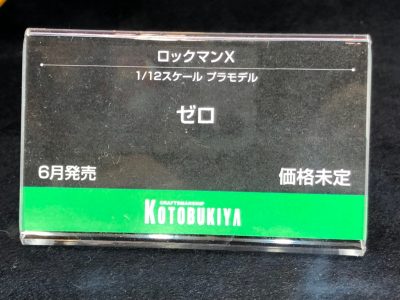 ロックマンX
1/12スケール プラモデル
ゼロ
6月発売 価格未定
CRAFTSMANSHIP
KOTOBUKIYA